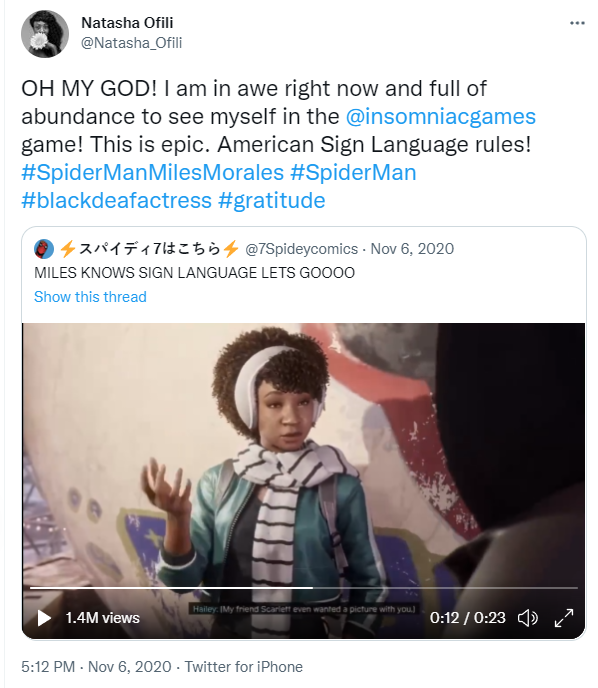 Natasha Ofili
@Natasha_Ofili
OH MY GOD! I am in awe right now and full of
abundance to see myself in the @insomniacgames
game! This is epic. American Sign Language rules!
#SpiderManMilesMorales #SpiderMan
#blackdeafactress #gratitude
⚡スパイディ7はこちら⚡ @7Spideycomics · Nov 6, 2020
MILES KNOWS SIGN LANGUAGE LETS GOOOO
Show this thread
Hailey: [My friend Scarlett even wanted a picture with you.]
1.4M views
0:12 / 0:23
5:12 PM · Nov 6, 2020 · Twitter for iPhone